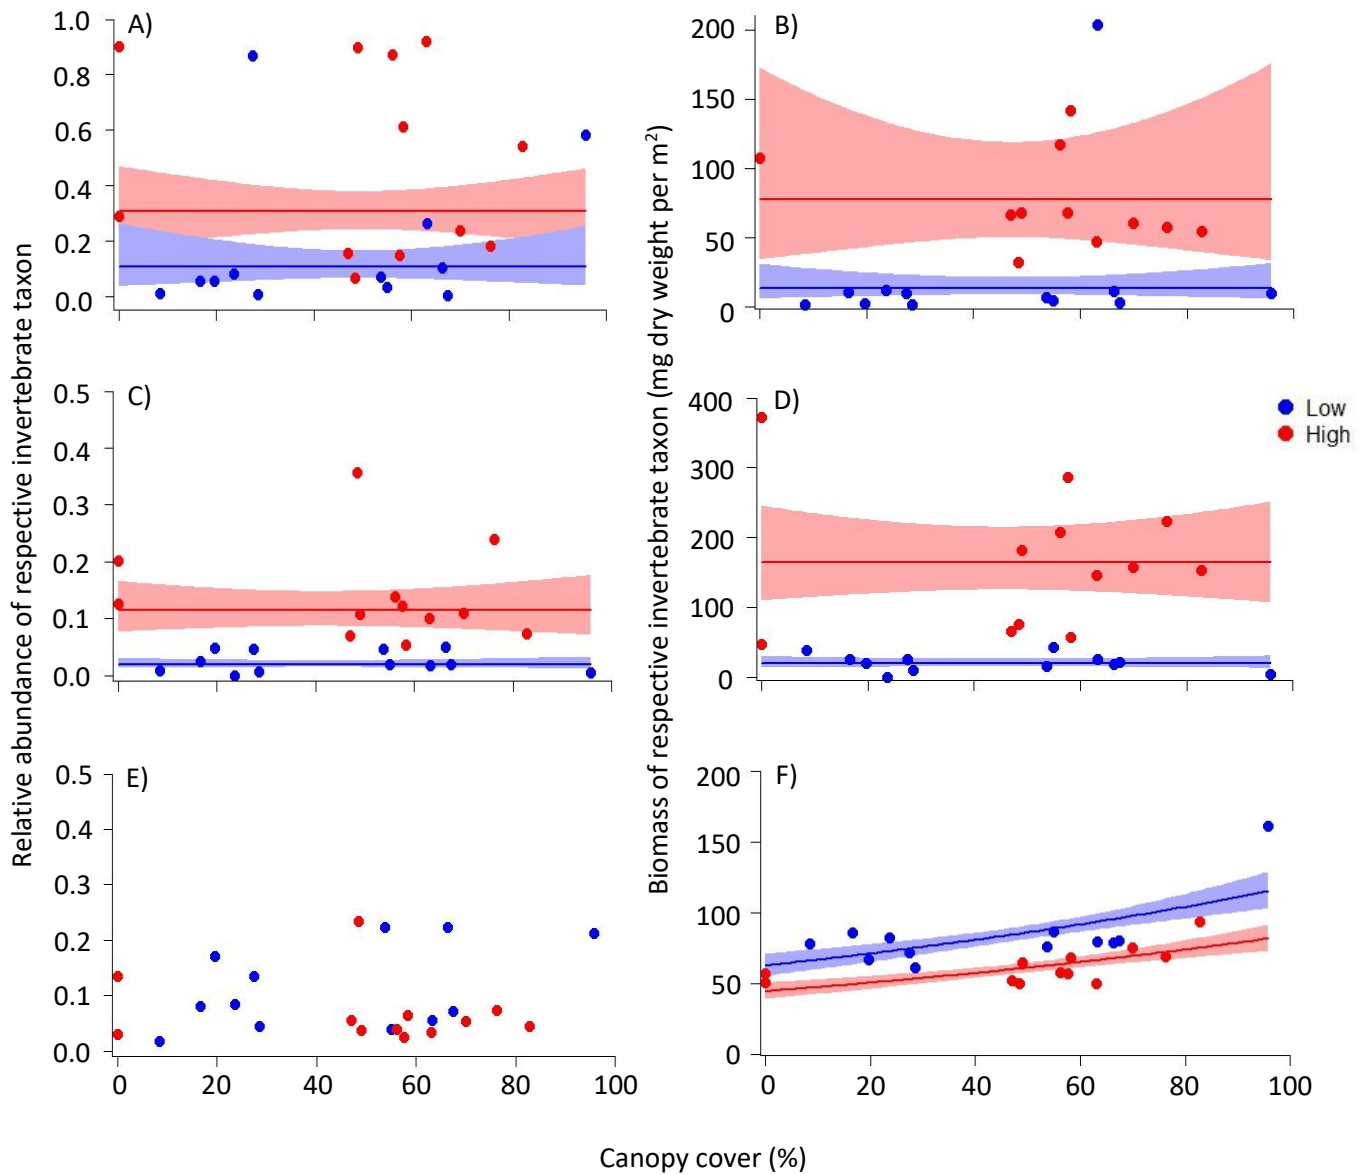 A)
1.0
0.8
0.6
0.4
0.2
0.0
B)
200
150
100
50
0
C)
0.5
0.4
0.3
0.2
0.1
0.0
D)
400
300
200
100
0
Low
High
E)
0.5
0.4
0.3
0.2
0.1
0.0
0 20 40 60 80 100
F)
200
150
100
50
0
0 20 40 60 80 100
Relative abundance of respective invertebrate taxon
Biomass of respective invertebrate taxon (mg dry weight per m²)
Canopy cover (%)